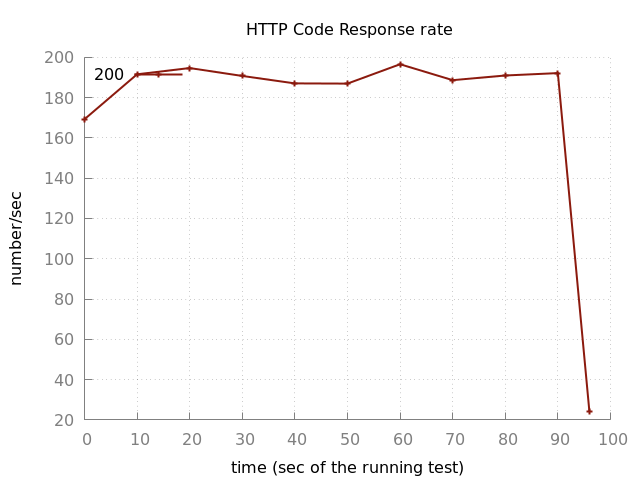 HTTP Code Response rate
200
200
180
160
140
120
100
80
60
40
20
0 10 20 30 40 50 60 70 80 90 100
number/sec
time (sec of the running test)